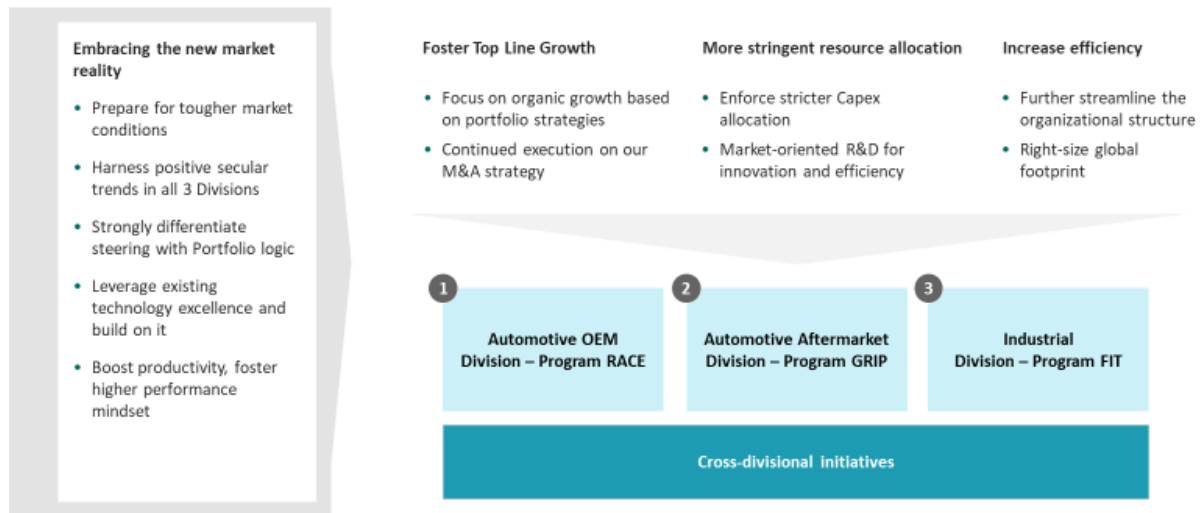 Embracing the new market
reality
• Prepare for tougher market
conditions
• Harness positive secular
trends in all 3 Divisions
• Strongly differentiate
steering with Portfolio logic
• Leverage existing
technology excellence and
build on it
• Boost productivity, foster
higher performance
mindset
Foster Top Line Growth
• Focus on organic growth based
on portfolio strategies
• Continued execution on our
M&A strategy
More stringent resource allocation
• Enforce stricter Capex
allocation
• Market-oriented R&D for
innovation and efficiency
Increase efficiency
• Further streamline the
organizational structure
• Right-size global
footprint
1
Automotive OEM
Division – Program RACE
2
Automotive Aftermarket
Division – Program GRIP
3
Industrial
Division – Program FIT
Cross-divisional initiatives